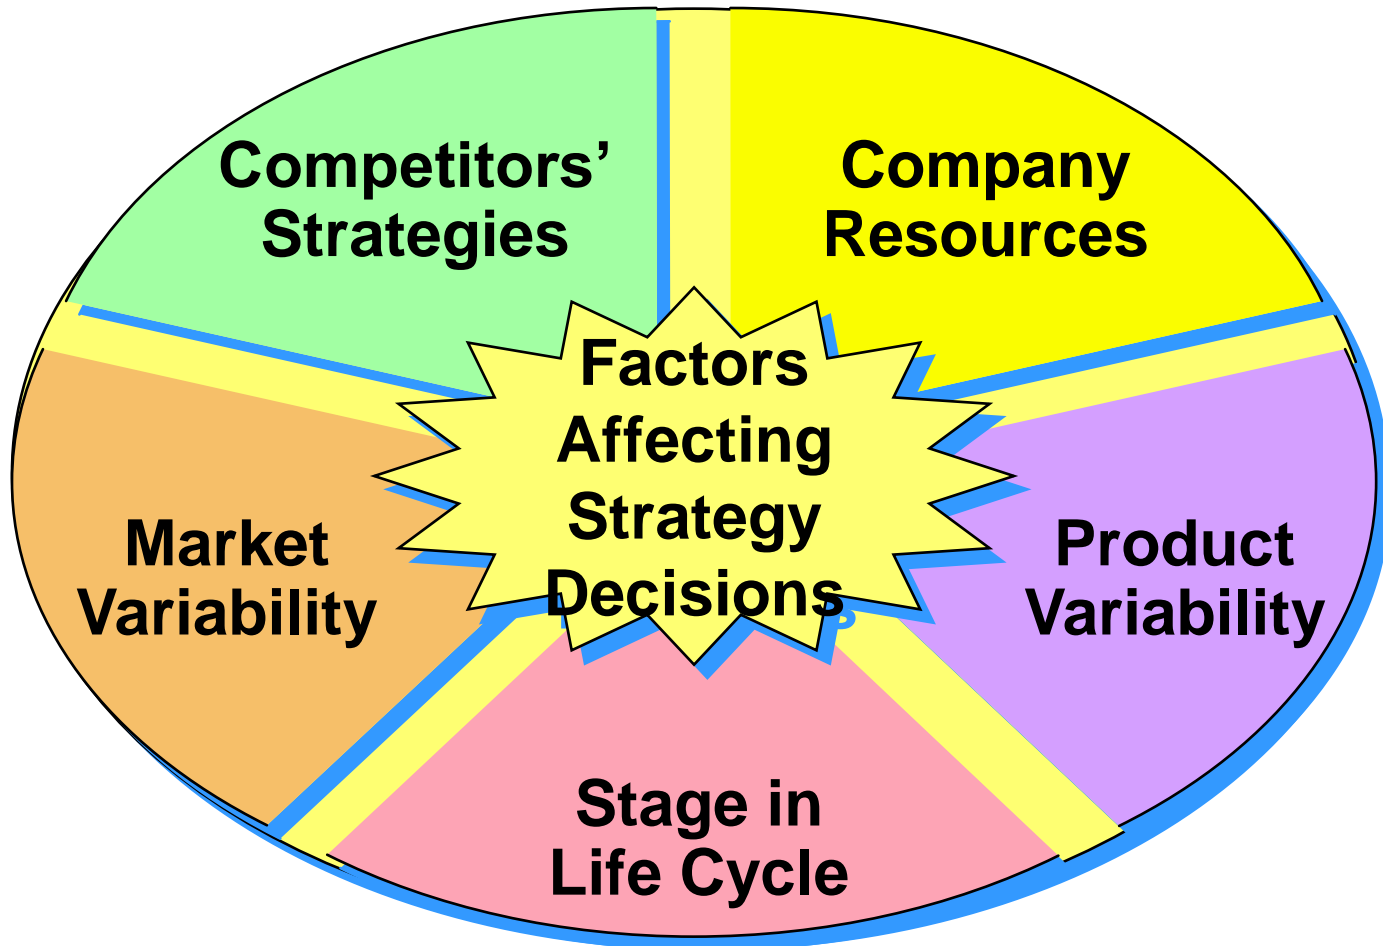 Competitors’
Strategies
Company
Resources
Factors
Affecting
Strategy
Decisions
Market
Variability
Product
Variability
Stage in
Life Cycle